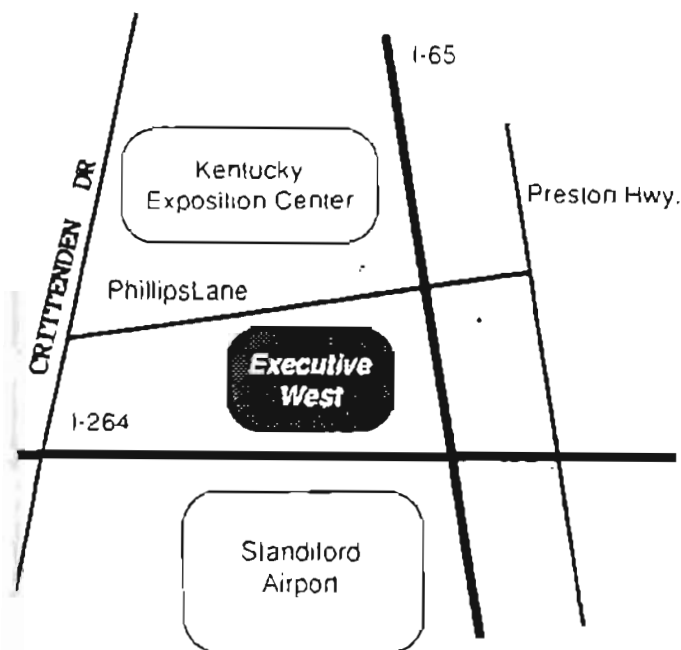 I-65
Kentucky
Exposition Center
Preston Hwy.
CRITTENDEN DR
PhillipsLane
Executive
West
I-264
Standiford
Airport